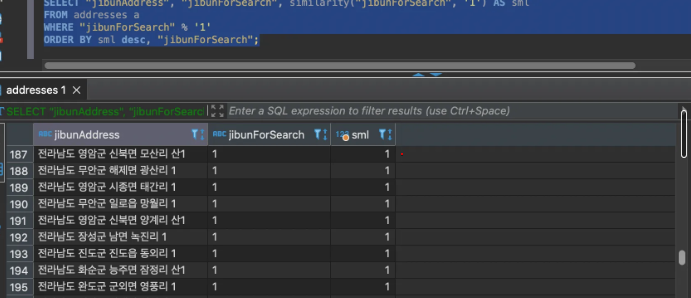 SELECT "jibunAddress", "jibunForSearch", similarity("jibunForSearch", '1') AS sml
FROM addresses a
WHERE "jibunForSearch" % '1'
ORDER BY sml desc, "jibunForSearch";
addresses 1
SELECT "jibunAddress", "jibunForSearc Enter a SQL expression to filter results (use Ctrl+Space)
ABC jibunAddress ABC jibunForSearch 123 sml
187 전라남도 영암군 신북면 모산리 산1 1 1
188 전라남도 무안군 해제면 광산리 1 1 1
189 전라남도 영암군 시종면 태간리 1 1 1
190 전라남도 무안군 일로읍 망월리 1 1 1
191 전라남도 영암군 신북면 양계리 산1 1 1
192 전라남도 장성군 남면 녹진리 1 1 1
193 전라남도 진도군 진도읍 동외리 1 1 1
194 전라남도 화순군 능주면 잠정리 산1 1 1
195 전라남도 완도군 군외면 영풍리 1 1 1